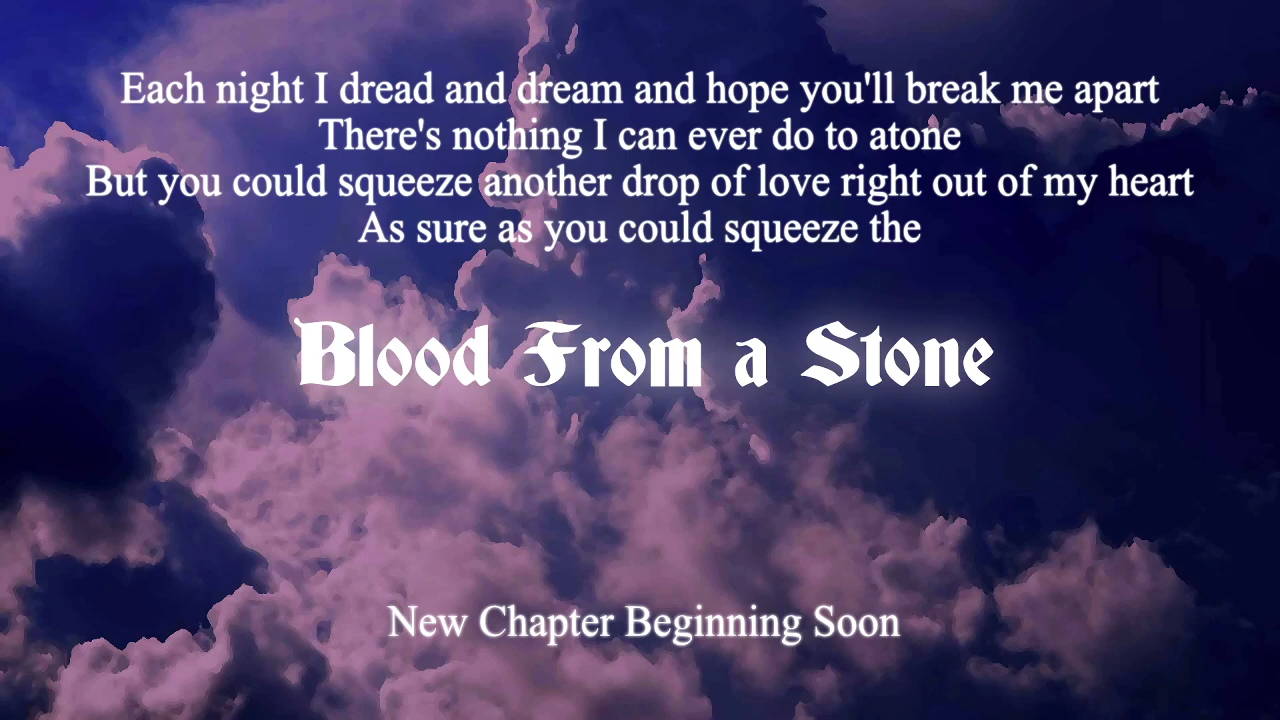 Each night I dread and dream and hope you'll break me apart
There's nothing I can ever do to atone
But you could squeeze another drop of love right out of my heart
As sure as you could squeeze the
Blood From a Stone
New Chapter Beginning Soon